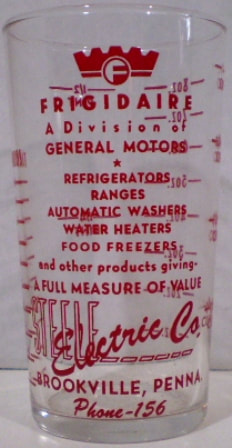 F
FRIGIDAIRE
A Division of
GENERAL MOTORS
REFRIGERATORS
RANGES
AUTOMATIC WASHERS
WATER HEATERS
FOOD FREEZERS
and other products giving-
A FULL MEASURE OF VALUE
STEELE Electric Co.
BROOKVILLE, PENNA.
Phone-156